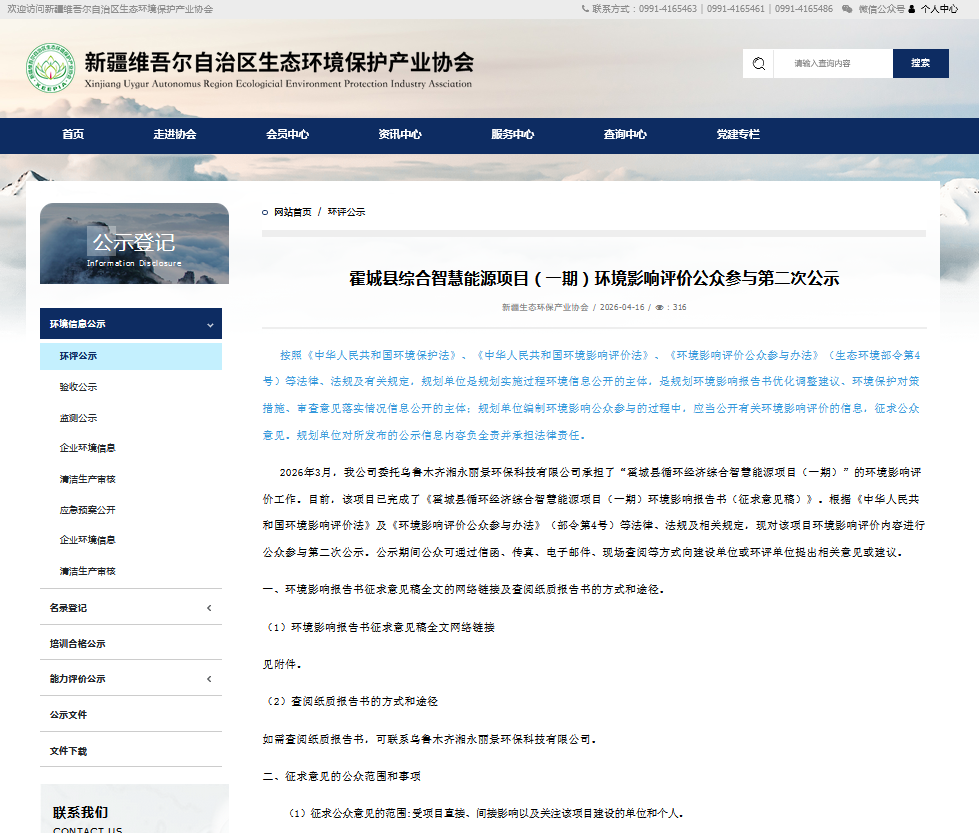 欢迎访问新疆维吾尔自治区生态环境保护产业协会
联系方式：0991-4165463 | 0991-4165461 | 0991-4165486 微信公众号 个人中心
新疆维吾尔自治区生态环境保护产业协会
Xinjiang Uygur Autonomus Region Ecologicial Environment Protection Industry Assciation
请输入查询内容
搜索
首页 走进协会 会员中心 资讯中心 服务中心 查询中心 党建专栏
公示登记
Information Disclosure
环境信息公示
环评公示
验收公示
监测公示
企业环境信息
清洁生产审核
应急预案公开
企业环境信息
清洁生产审核
名录登记
培训合格公示
能力评价公示
公示文件
文件下载
联系我们
CONTACT US
网站首页 / 环评公示
霍城县综合智慧能源项目（一期）环境影响评价公众参与第二次公示
新疆生态环保产业协会 / 2026-04-16 / ：316
按照《中华人民共和国环境保护法》、《中华人民共和国环境影响评价法》、《环境影响评价公众参与办法》（生态环境部令第4
号）等法律、法规及有关规定，规划单位是规划实施过程环境信息公开的主体，是规划环境影响报告书优化调整建议、环境保护对策
措施、审查意见落实情况信息公开的主体；规划单位编制环境影响公众参与的过程中，应当公开有关环境影响评价的信息，征求公众
意见。规划单位对所发布的公示信息内容负全责并承担法律责任。
2026年3月，我公司委托乌鲁木齐湘永丽景环保科技有限公司承担了“霍城县循环经济综合智慧能源项目（一期）”的环境影响评
价工作。目前，该项目已完成了《霍城县循环经济综合智慧能源项目（一期）环境影响报告书（征求意见稿）》。根据《中华人民共
和国环境影响评价法》及《环境影响评价公众参与办法》（部令第4号）等法律、法规及相关规定，现对该项目环境影响评价内容进行
公众参与第二次公示。公示期间公众可通过信函、传真、电子邮件、现场查阅等方式向建设单位或环评单位提出相关意见或建议。
一、环境影响报告书征求意见稿全文的网络链接及查阅纸质报告书的方式和途径。
（1）环境影响报告书征求意见稿全文网络链接
见附件。
（2）查阅纸质报告书的方式和途径
如需查阅纸质报告书，可联系乌鲁木齐湘永丽景环保科技有限公司。
二、征求意见的公众范围和事项
（1）征求公众意见的范围:受项目直接、间接影响以及关注该项目建设的单位和个人。